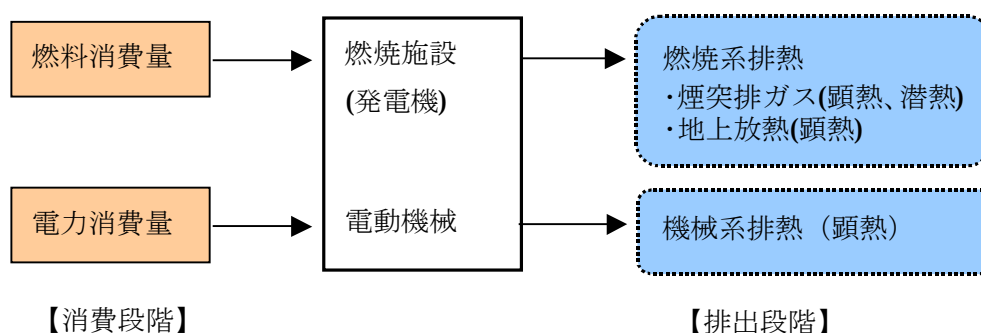 燃料消費量
燃焼施設
(発電機)
燃焼系排熱
・煙突排ガス(顕熱、潜熱)
・地上放熱(顕熱)
電力消費量
電動機械
機械系排熱（顕熱）
【消費段階】
【排出段階】